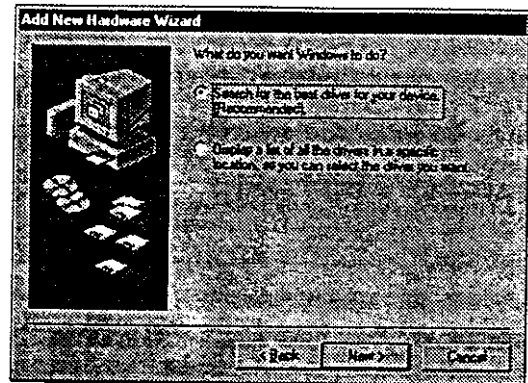 Add New Hardware Wizard
What do you want Windows to do?
Search for the best driver for your device.
(Recommended).
Display a list of all the drivers in a specific
location, so you can select the driver you want.
< Back
Next >
Cancel